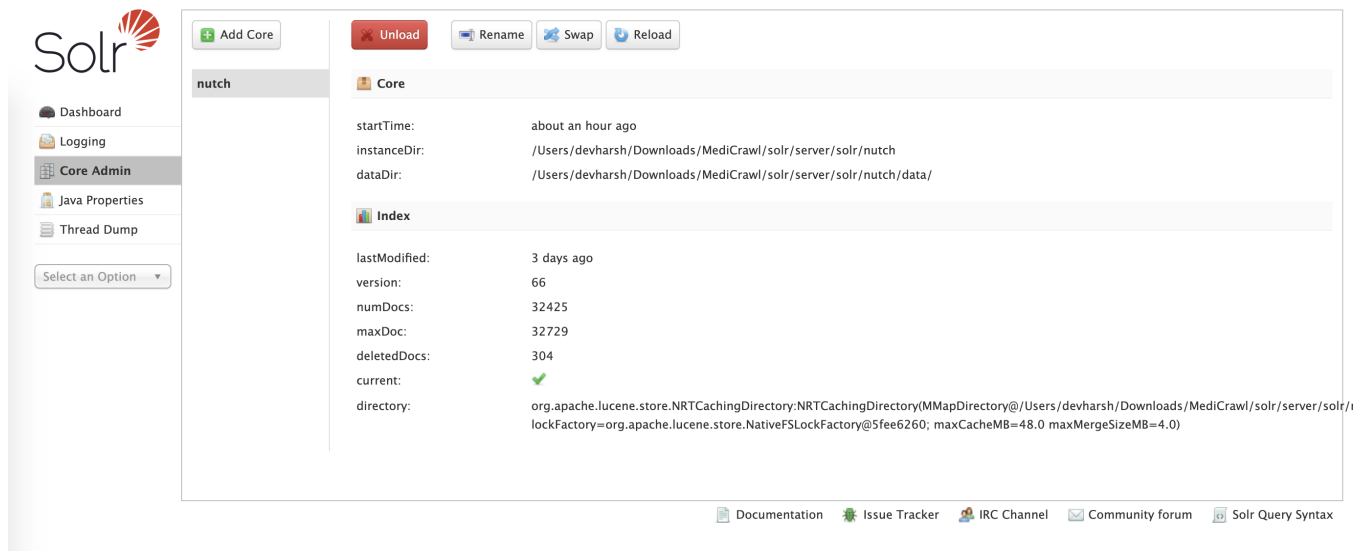 Solr
Dashboard
Logging
Core Admin
Java Properties
Thread Dump
Select an Option
Add Core
nutch
Unload
Rename
Swap
Reload
Core
startTime: about an hour ago
instanceDir: /Users/devharsh/Downloads/MediCrawl/solr/server/solr/nutch
dataDir: /Users/devharsh/Downloads/MediCrawl/solr/server/solr/nutch/data/
Index
lastModified: 3 days ago
version: 66
numDocs: 32425
maxDoc: 32729
deletedDocs: 304
current:
directory: org.apache.lucene.store.NRTCachingDirectory:NRTCachingDirectory(MMapDirectory@/Users/devharsh/Downloads/MediCrawl/solr/server/solr/
lockFactory=org.apache.lucene.store.NativeFSLockFactory@5fee6260; maxCacheMB=48.0 maxMergeSizeMB=4.0)
Documentation Issue Tracker IRC Channel Community forum Solr Query Syntax